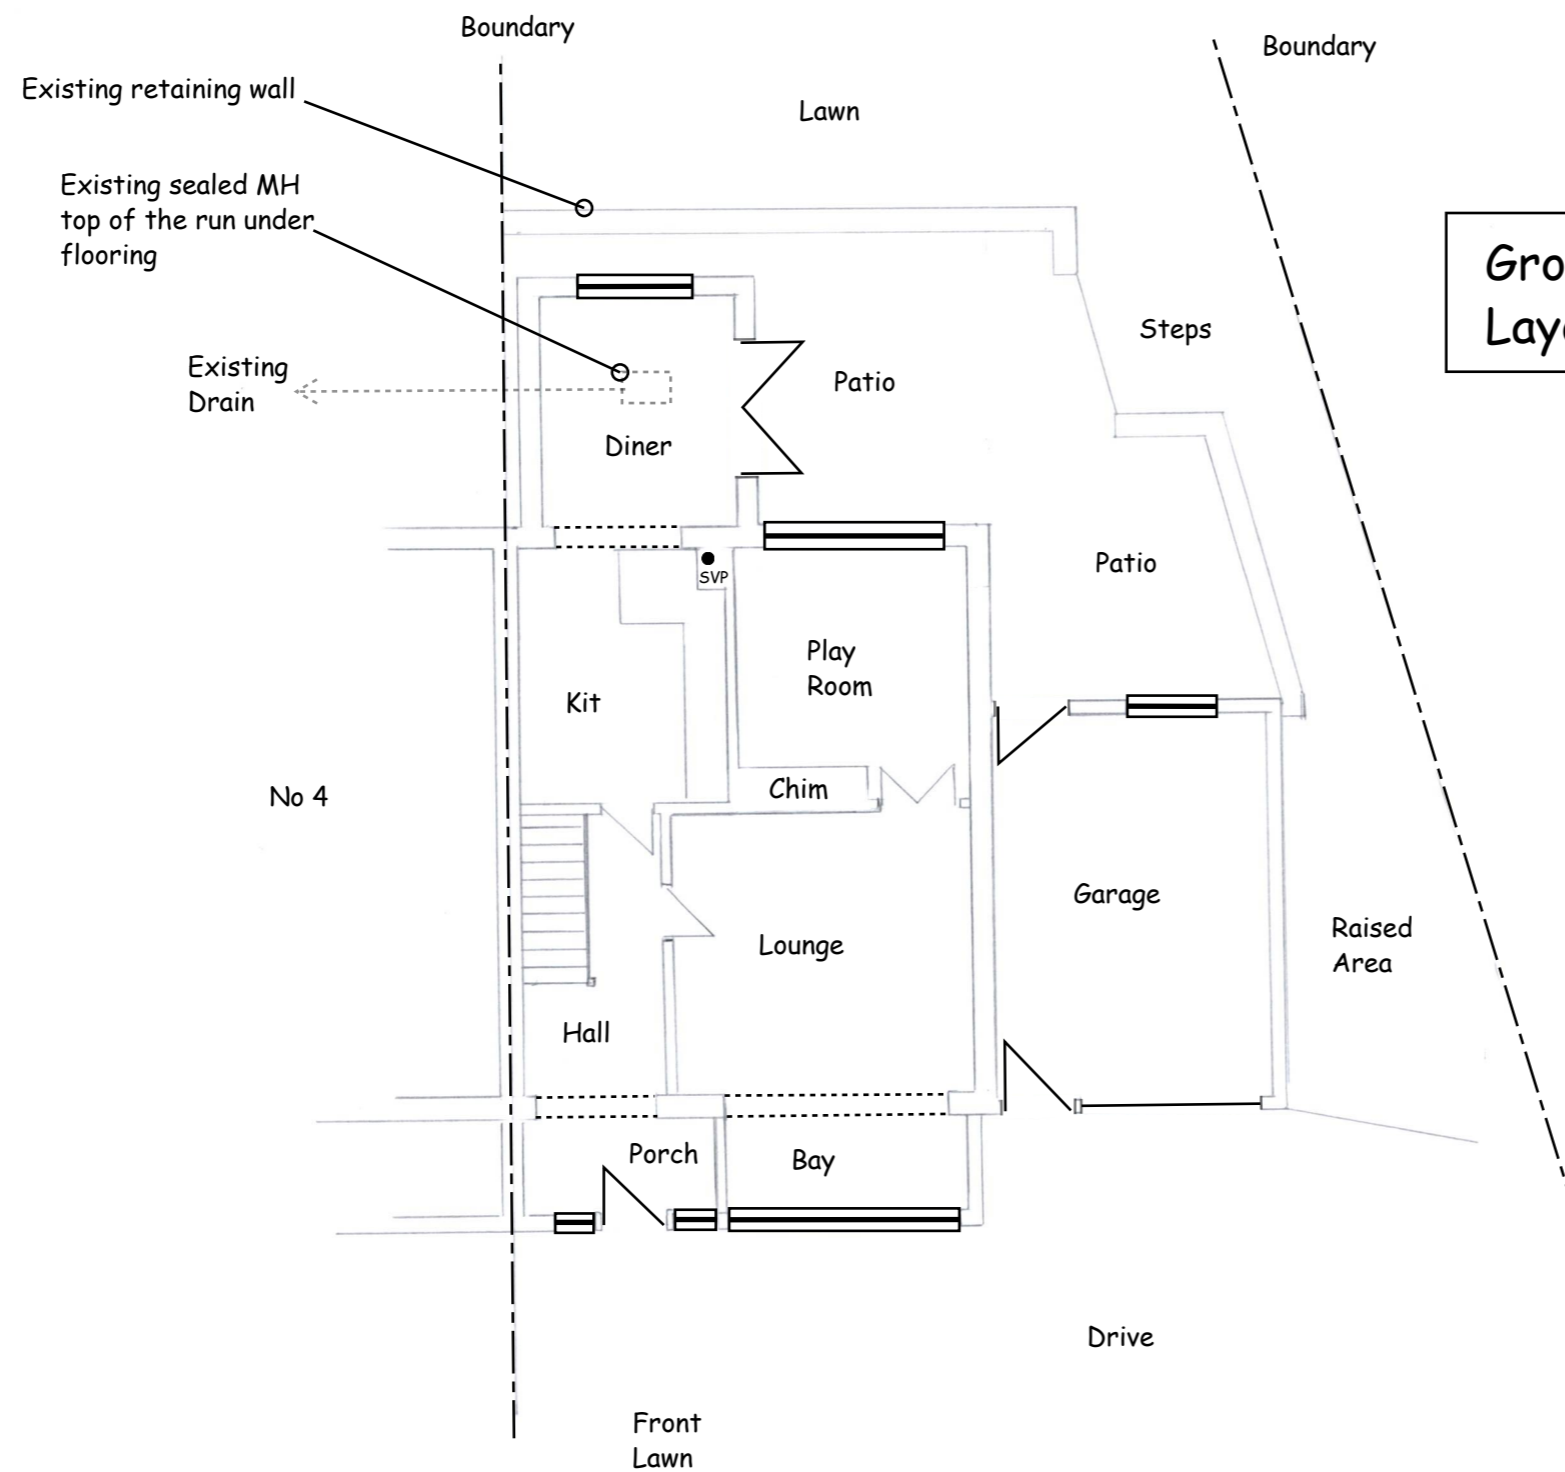 Boundary
Boundary
Existing retaining wall
Lawn
Existing sealed MH
top of the run under
flooring
Steps
Existing
Drain
Patio
Diner
Patio
SVP
Play
Room
Kit
Chim
No 4
Garage
Lounge
Raised
Area
Hall
Porch
Bay
Drive
Front
Lawn